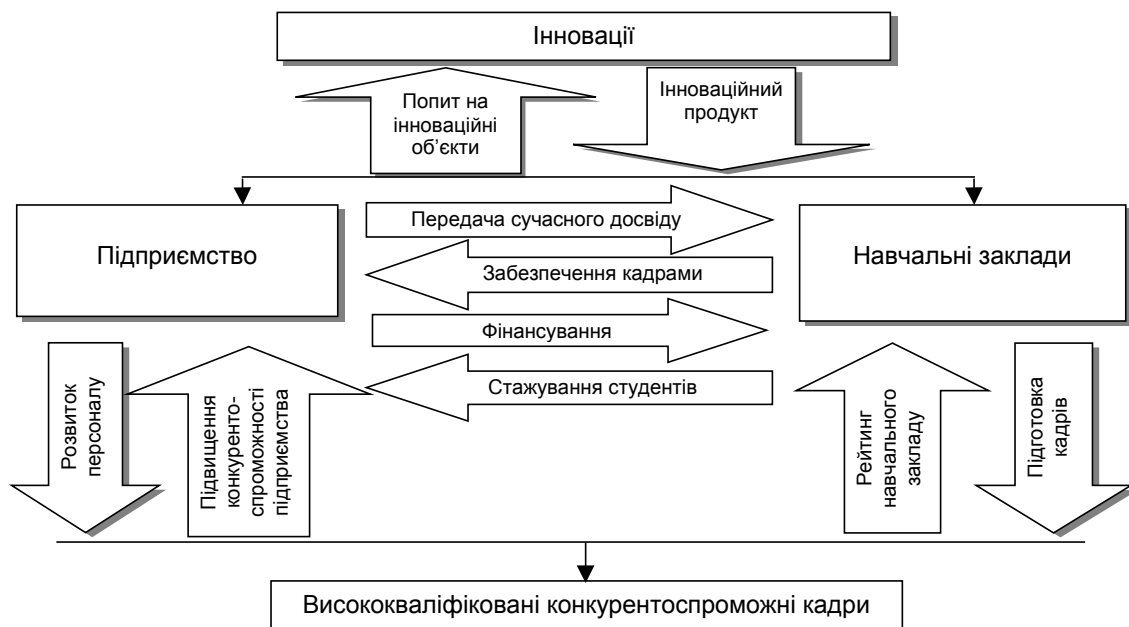 Інновації
Попит на
інноваційні
об’єкти
Інноваційний
продукт
Підприємство
Передача сучасного досвіду
Забезпечення кадрами
Фінансування
Стажування студентів
Навчальні заклади
Розвиток
персоналу
Підвищення
конкуренто-
спроможності
підприємства
Рейтинг
навчального
закладу
Підготовка
кадрів
Висококваліфіковані конкурентоспроможні кадри